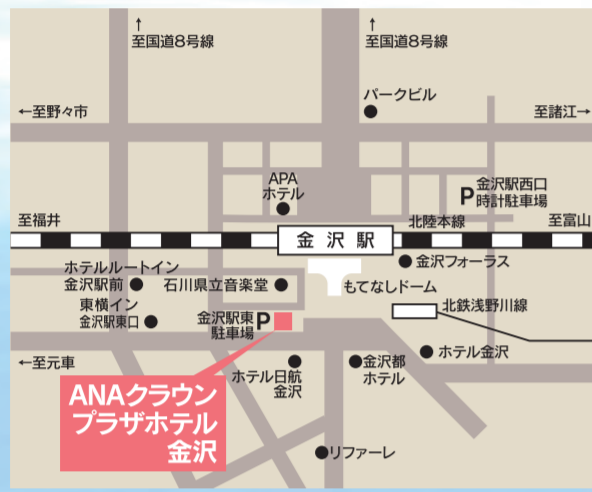 ↑
至国道8号線
↑
至国道8号線
パークビル
←至野々市
至諸江→
APA
ホテル
P
金沢駅西口
時計駐車場
至福井
金沢駅
北陸本線
至富山
金沢フォーラス
ホテルルートイン
金沢駅前
石川県立音楽堂
もてなしドーム
東横イン
金沢駅東口
金沢駅東
駐車場
P
北鉄浅野川線
←至元車
ホテル日航
金沢
金沢都
ホテル
ホテル金沢
ANAクラウン
プラザホテル
金沢
リファーレ